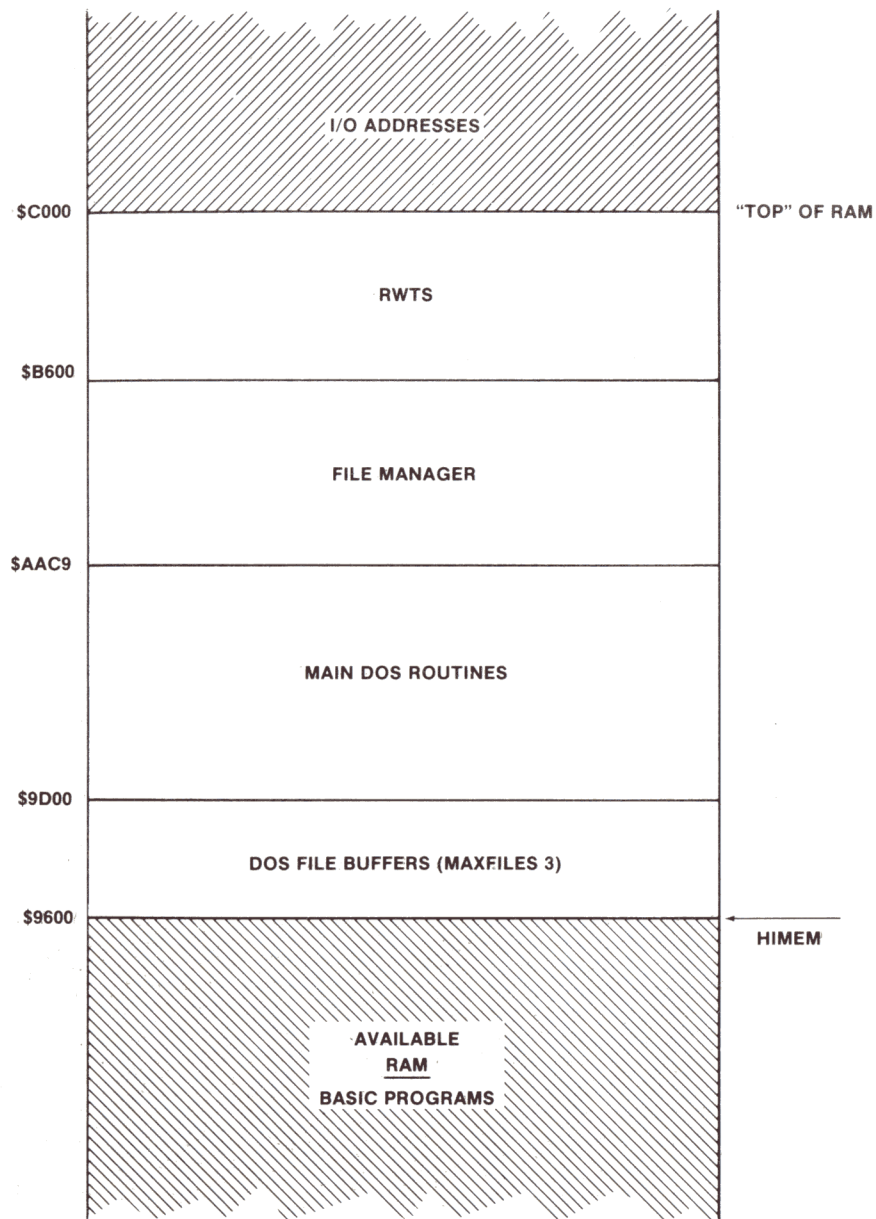 I/O ADDRESSES
$C000
"TOP" OF RAM
RWTS
$B600
FILE MANAGER
$AAC9
MAIN DOS ROUTINES
$9D00
DOS FILE BUFFERS (MAXFILES 3)
$9600
HIMEM
AVAILABLE
RAM
BASIC PROGRAMS